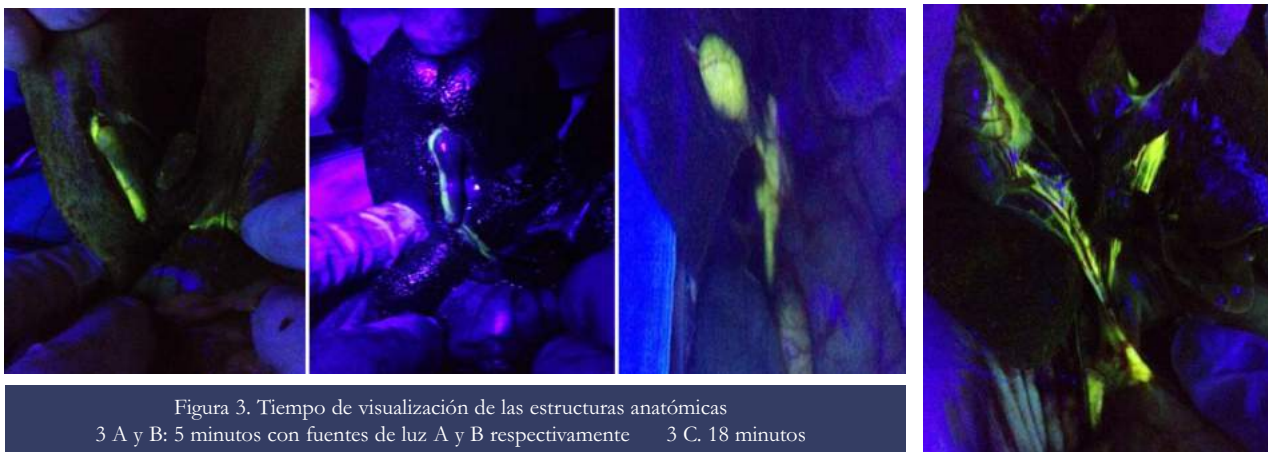 Figura 3. Tiempo de visualización de las estructuras anatómicas
3 A y B: 5 minutos con fuentes de luz A y B respectivamente 3 C. 18 minutos